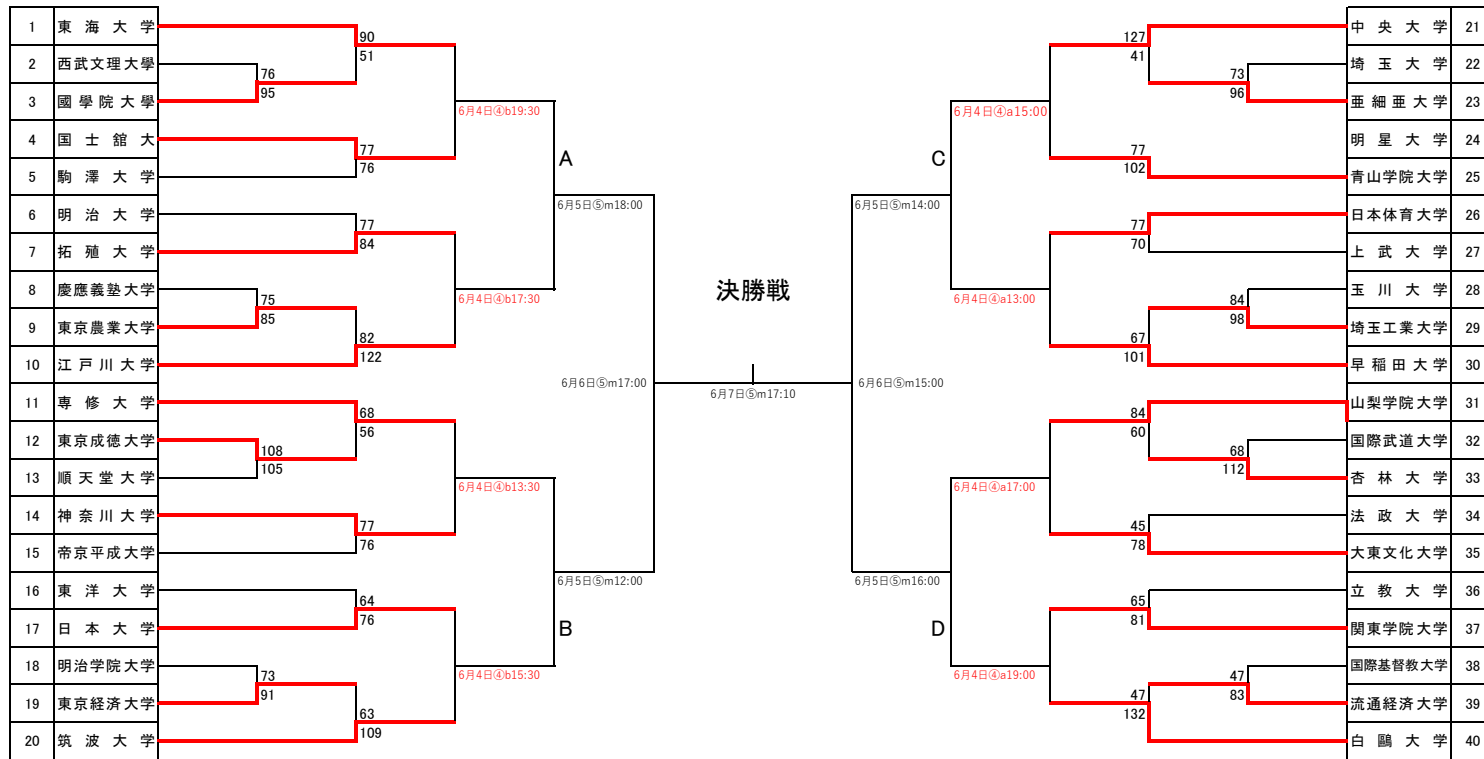 1 東海大学
2 西武文理大學
3 國學院大學
4 国士舘大
5 駒澤大学
6 明治大学
7 拓殖大学
8 慶應義塾大学
9 東京農業大学
10 江戸川大学
11 専修大学
12 東京成徳大学
13 順天堂大学
14 神奈川大学
15 帝京平成大学
16 東洋大学
17 日本大学
18 明治学院大学
19 東京経済大学
20 筑波大学
76
95
75
85
108
105
73
91
90
51
77
76
77
84
82
122
68
56
77
76
64
76
63
109
6月4日④b19:30
6月4日④b17:30
6月4日④b13:30
6月4日④b15:30
A
B
6月5日⑤m18:00
6月5日⑤m12:00
6月6日⑤m17:00
決勝戦
6月7日⑤m17:10
6月6日⑤m15:00
6月5日⑤m14:00
6月5日⑤m16:00
C
D
6月4日④a15:00
6月4日④a13:00
6月4日④a17:00
6月4日④a19:00
127
41
77
102
77
70
67
101
84
60
45
78
65
81
47
132
73
96
84
98
68
112
47
83
中央大学 21
埼玉大学 22
亜細亜大学 23
明星大学 24
青山学院大学 25
日本体育大学 26
上武大学 27
玉川大学 28
埼玉工業大学 29
早稲田大学 30
山梨学院大学 31
国際武道大学 32
杏林大学 33
法政大学 34
大東文化大学 35
立教大学 36
関東学院大学 37
国際基督教大学 38
流通経済大学 39
白鷗大学 40